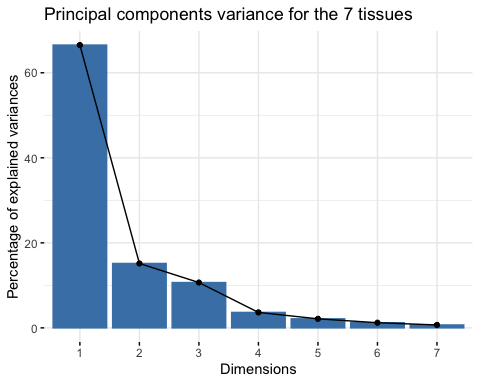 Principal components variance for the 7 tissues
Percentage of explained variances
60
40
20
0
1 2 3 4 5 6 7
Dimensions